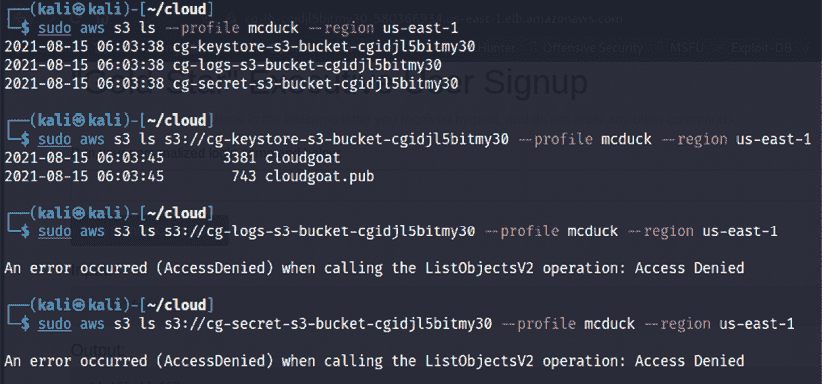 (kali㉿kali)-[~/cloud]
$ sudo aws s3 ls --profile mcduck --region us-east-1
2021-08-15 06:03:38 cg-keystore-s3-bucket-cgidjl5bitmy30
2021-08-15 06:03:38 cg-logs-s3-bucket-cgidjl5bitmy30
2021-08-15 06:03:38 cg-secret-s3-bucket-cgidjl5bitmy30
User Signup
(kali㉿kali)-[~/cloud]
$ sudo aws s3 ls s3://cg-keystore-s3-bucket-cgidjl5bitmy30 --profile mcduck --region us-east-1
2021-08-15 06:03:45 3381 cloudgoat
2021-08-15 06:03:45 743 cloudgoat.pub
(kali㉿kali)-[~/cloud]
$ sudo aws s3 ls s3://cg-logs-s3-bucket-cgidjl5bitmy30 --profile mcduck --region us-east-1
An error occurred (AccessDenied) when calling the ListObjectsV2 operation: Access Denied
(kali㉿kali)-[~/cloud]
$ sudo aws s3 ls s3://cg-secret-s3-bucket-cgidjl5bitmy30 --profile mcduck --region us-east-1
Output:
An error occurred (AccessDenied) when calling the ListObjectsV2 operation: Access Denied